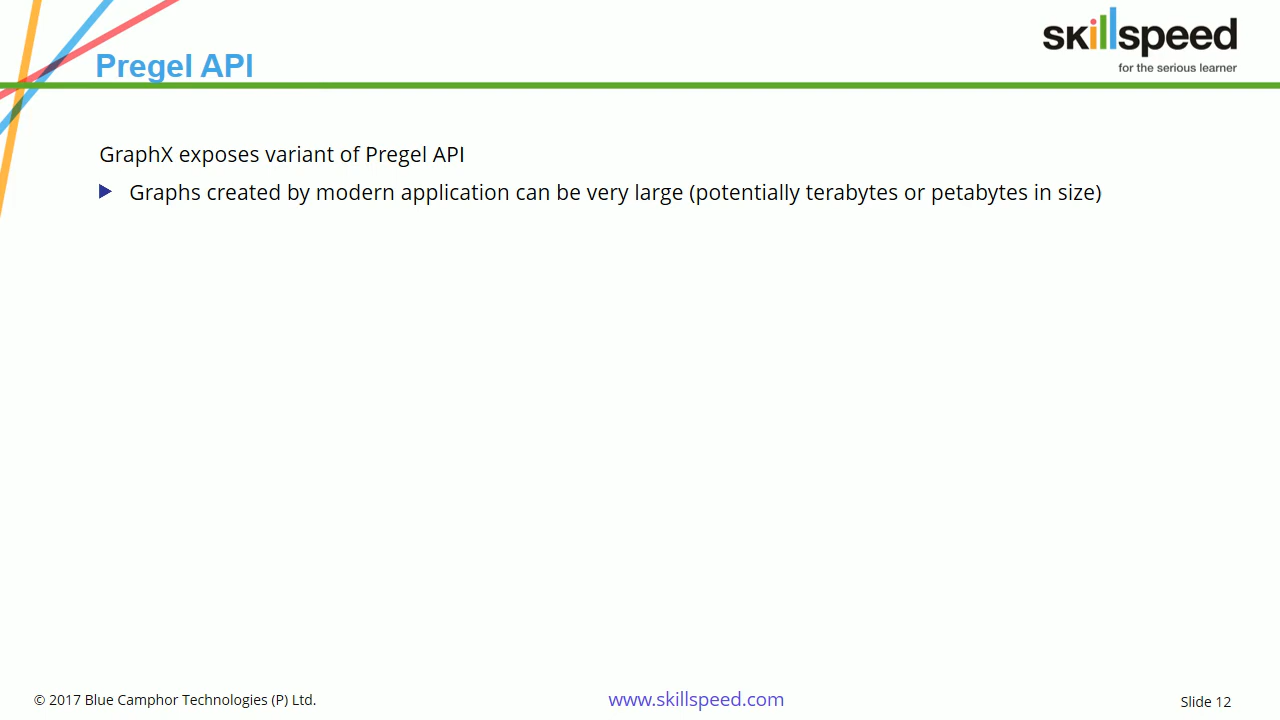 Pregel API
skillspeed
for the serious learner
GraphX exposes variant of Pregel API
Graphs created by modern application can be very large (potentially terabytes or petabytes in size)
© 2017 Blue Camphor Technologies (P) Ltd.
www.skillspeed.com
Slide 12